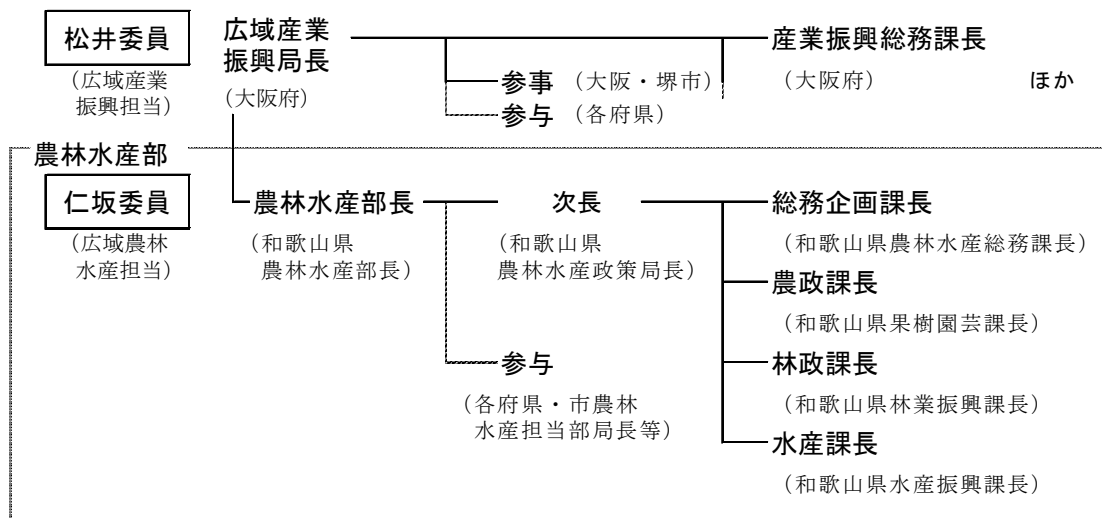 松井委員
(広域産業
振興担当)
広域産業
振興局長
(大阪府)
参事(大阪・堺市)
参与(各府県)
産業振興総務課長
(大阪府)
ほか
農林水産部
仁坂委員
(広域農林
水産担当)
農林水産部長
(和歌山県
農林水産部長)
次長
(和歌山県
農林水産政策局長)
参与
(各府県・市農林
水産担当部局長等)
総務企画課長
(和歌山県農林水産総務課長)
農政課長
(和歌山県果樹園芸課長)
林政課長
(和歌山県林業振興課長)
水産課長
(和歌山県水産振興課長)